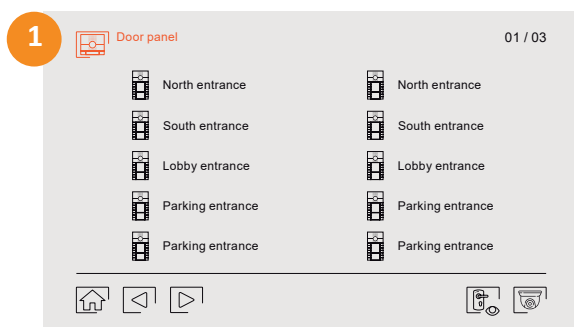 1
Door panel 01 / 03
North entrance North entrance
South entrance South entrance
Lobby entrance Lobby entrance
Parking entrance Parking entrance
Parking entrance Parking entrance